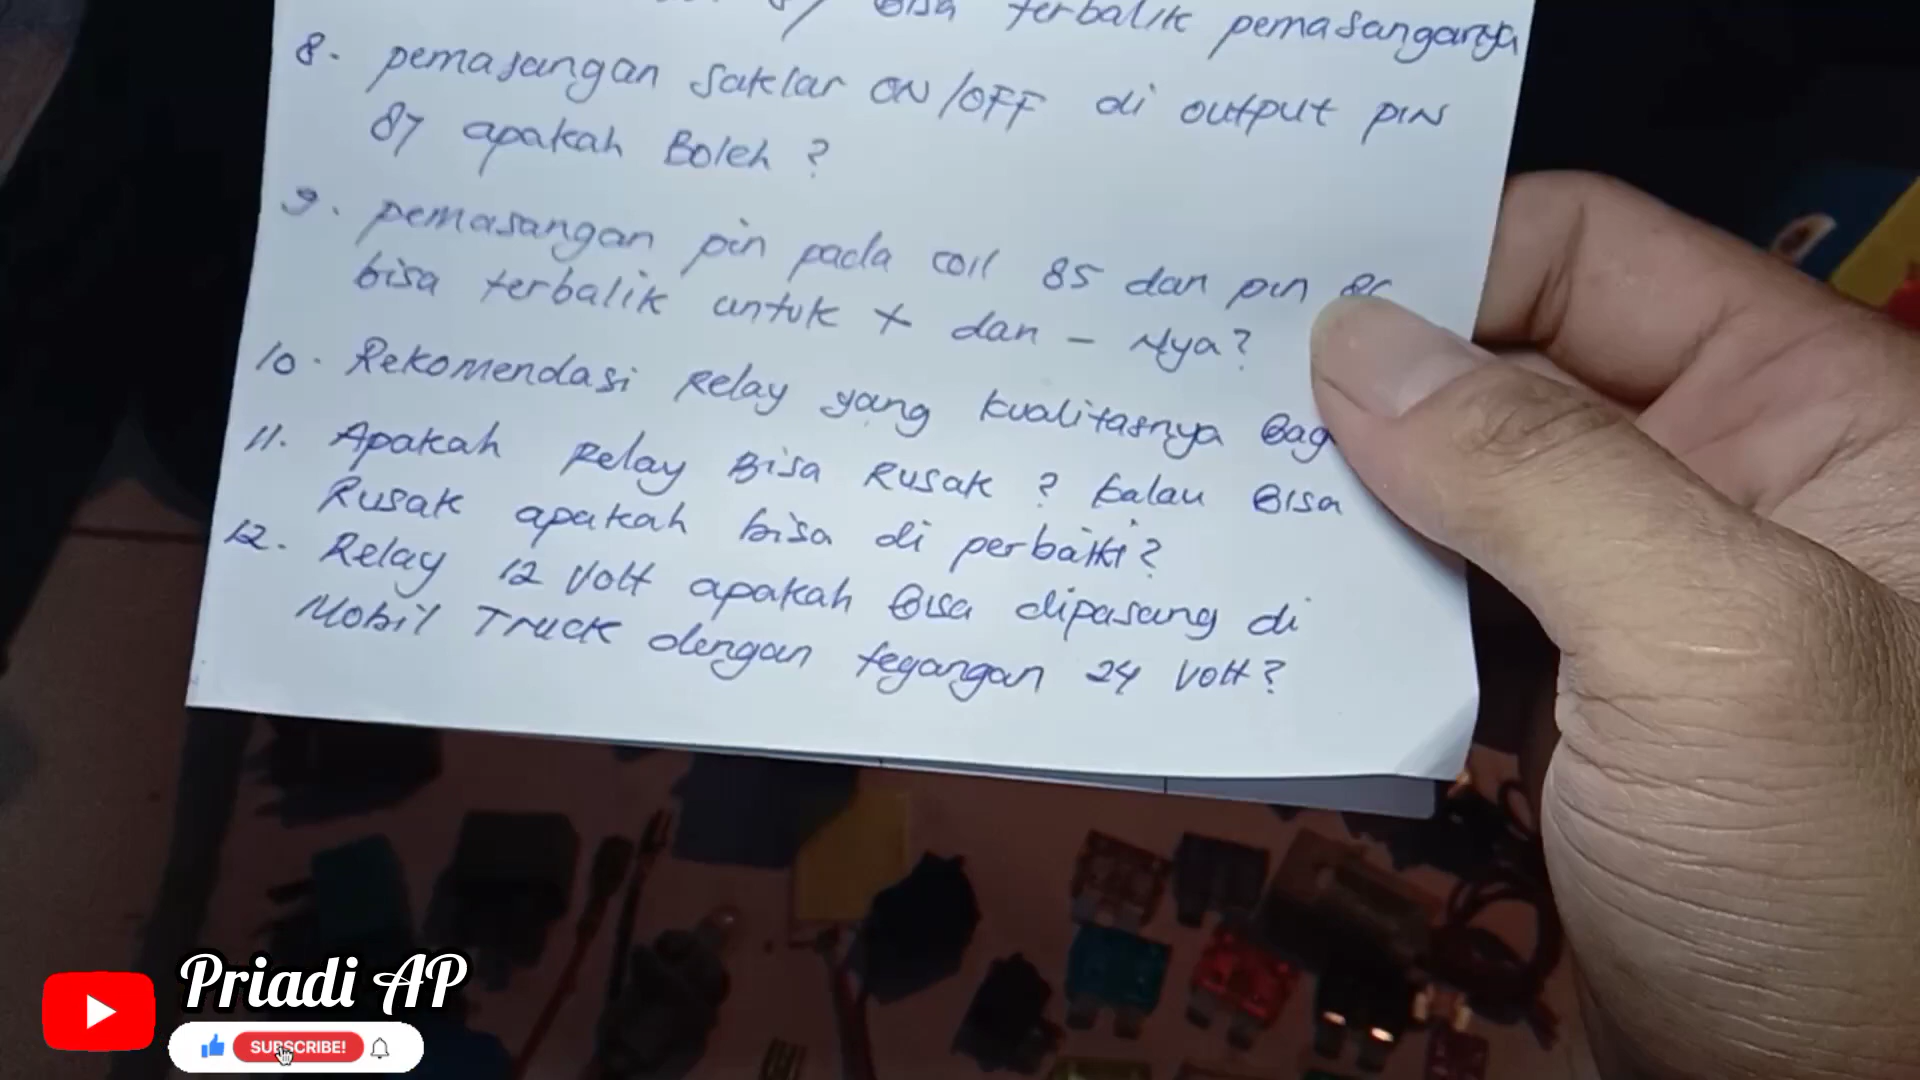 bisa terbalik pemasangannya
8. pemasangan saklar ON/OFF di output PIN
87 apakah Boleh ?
9. pemasangan pin pada coil 85 dan pin
bisa terbalik untuk + dan - Nya?
10. Rekomendasi Relay yang kualitasnya Bag
11. Apakah Relay Bisa Rusak ? kalau Bisa
Rusak apakah bisa di perbaiki?
12. Relay 12 Volt apakah Bisa dipasang di
Mobil Truck dengan tegangan 24 Volt?
Priadi AP
SUBSCRIBE!